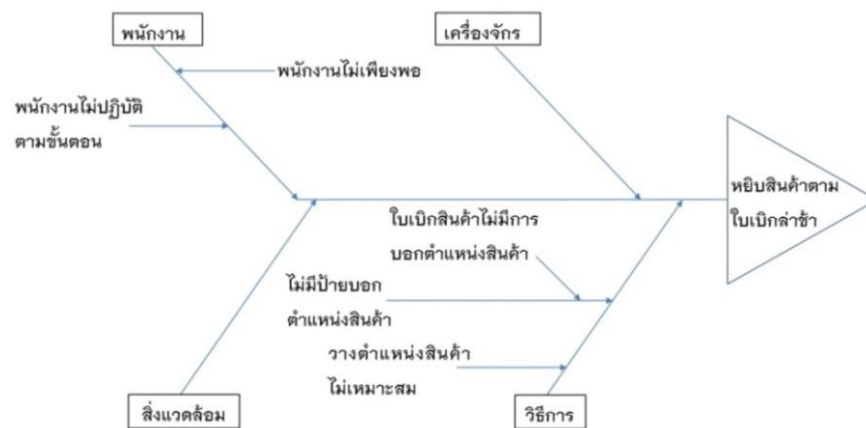 พนักงาน
เครื่องจักร
พนักงานไม่เพียงพอ
พนักงานไม่ปฏิบัติ
ตามขั้นตอน
หยิบสินค้าตาม
ใบเบิกล่าช้า
ใบเบิกสินค้าไม่มีการ
บอกตำแหน่งสินค้า
ไม่มีป้ายบอก
ตำแหน่งสินค้า
วางตำแหน่งสินค้า
ไม่เหมาะสม
สิ่งแวดล้อม
วิธีการ